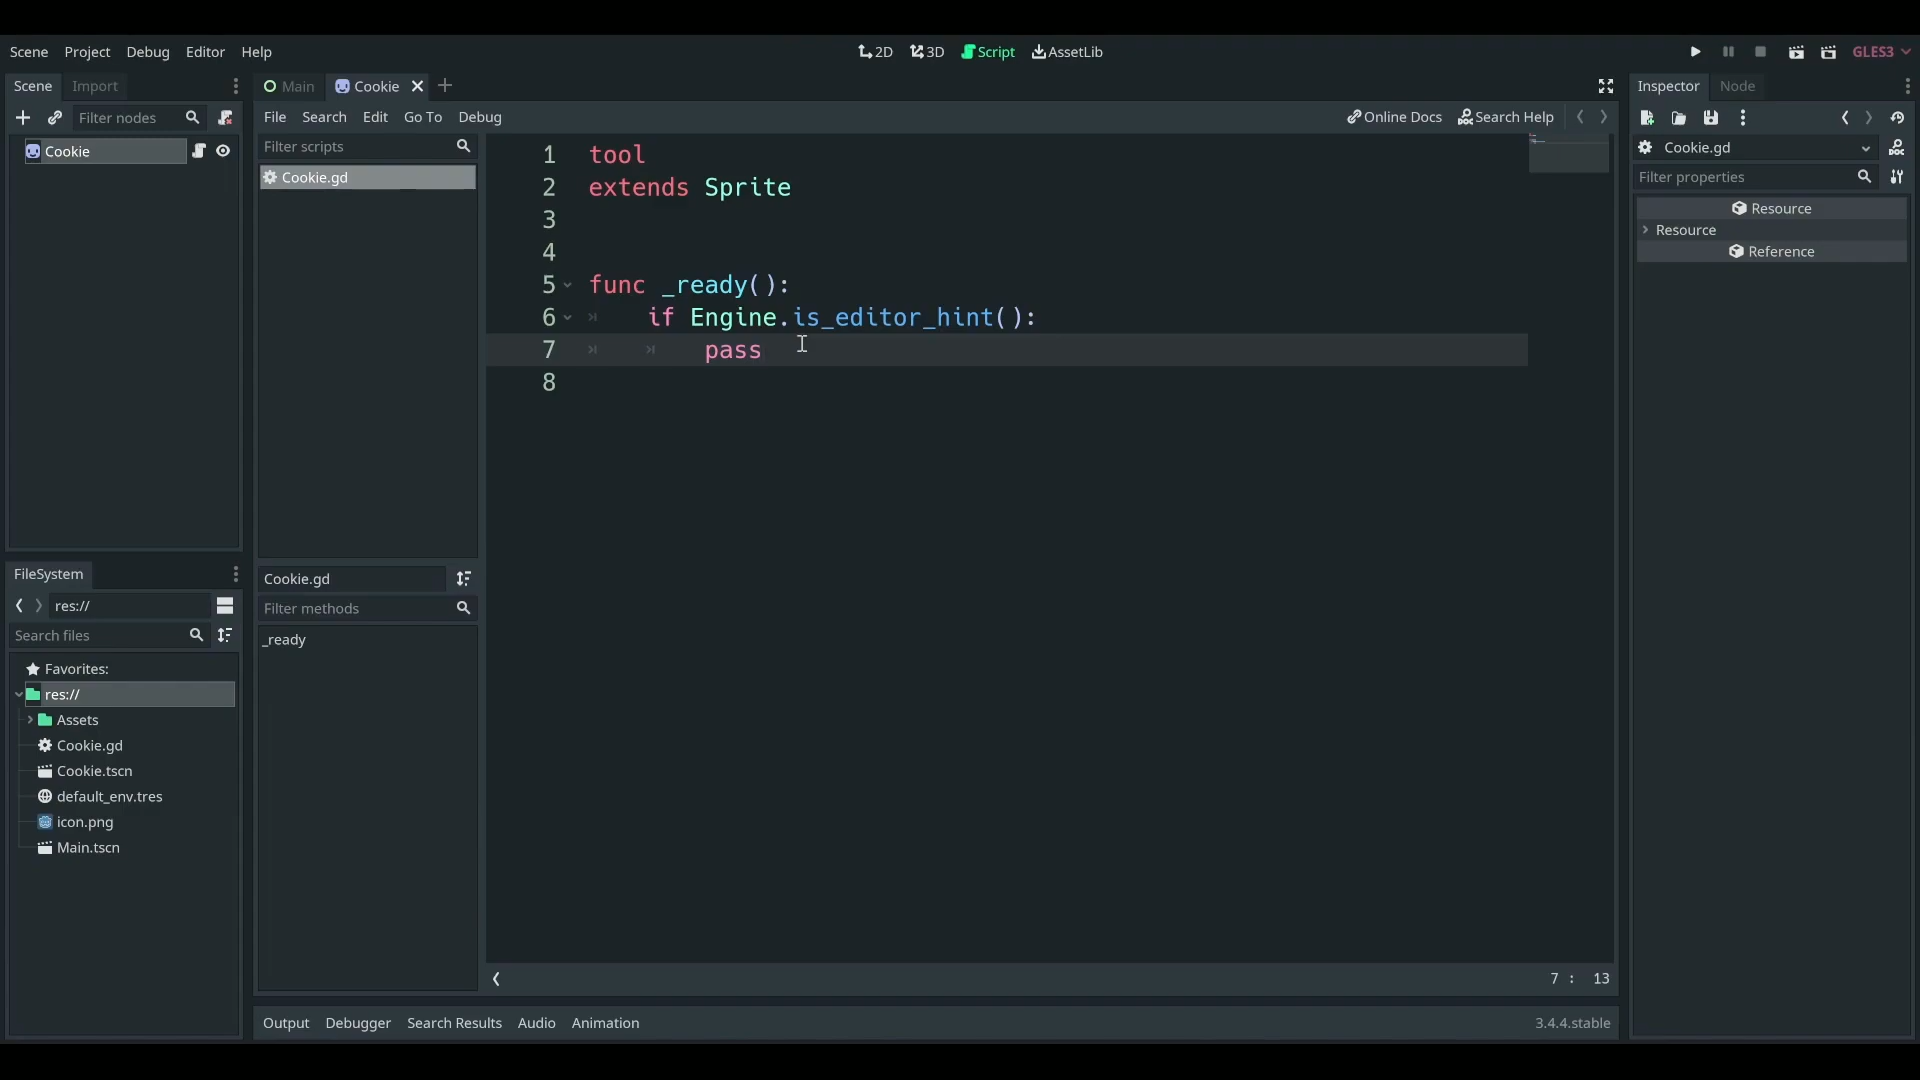 Scene Project Debug Editor Help 2D 3D Script AssetLib GLES3
Scene Import Main Cookie Inspector Node
Filter nodes File Search Edit Go To Debug Online Docs Search Help
Cookie
Filter scripts
Cookie.gd
1 tool
2 extends Sprite
3
4
5 func _ready():
6 if Engine.is_editor_hint():
7 pass
8
Cookie.gd
Filter methods
_ready
7 : 13
Output Debugger Search Results Audio Animation 3.4.4.stable
FileSystem
res://
Search files
Favorites:
res://
Assets
Cookie.gd
Cookie.tscn
default_env.tres
icon.png
Main.tscn
Cookie.gd
DOC
Filter properties
Resource
Resource
Reference